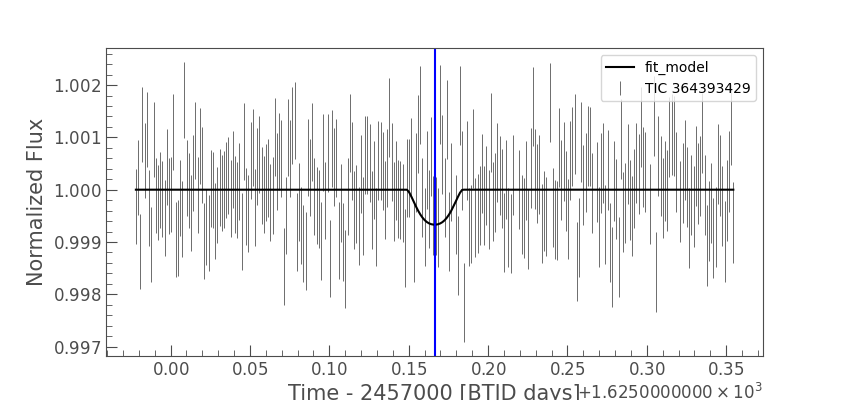 fit_model
TIC 364393429
Normalized Flux
1.002
1.001
1.000
0.999
0.998
0.997
0.00 0.05 0.10 0.15 0.20 0.25 0.30 0.35
Time - 2457000 [BTJD days]
+1.6250000000 × 10³